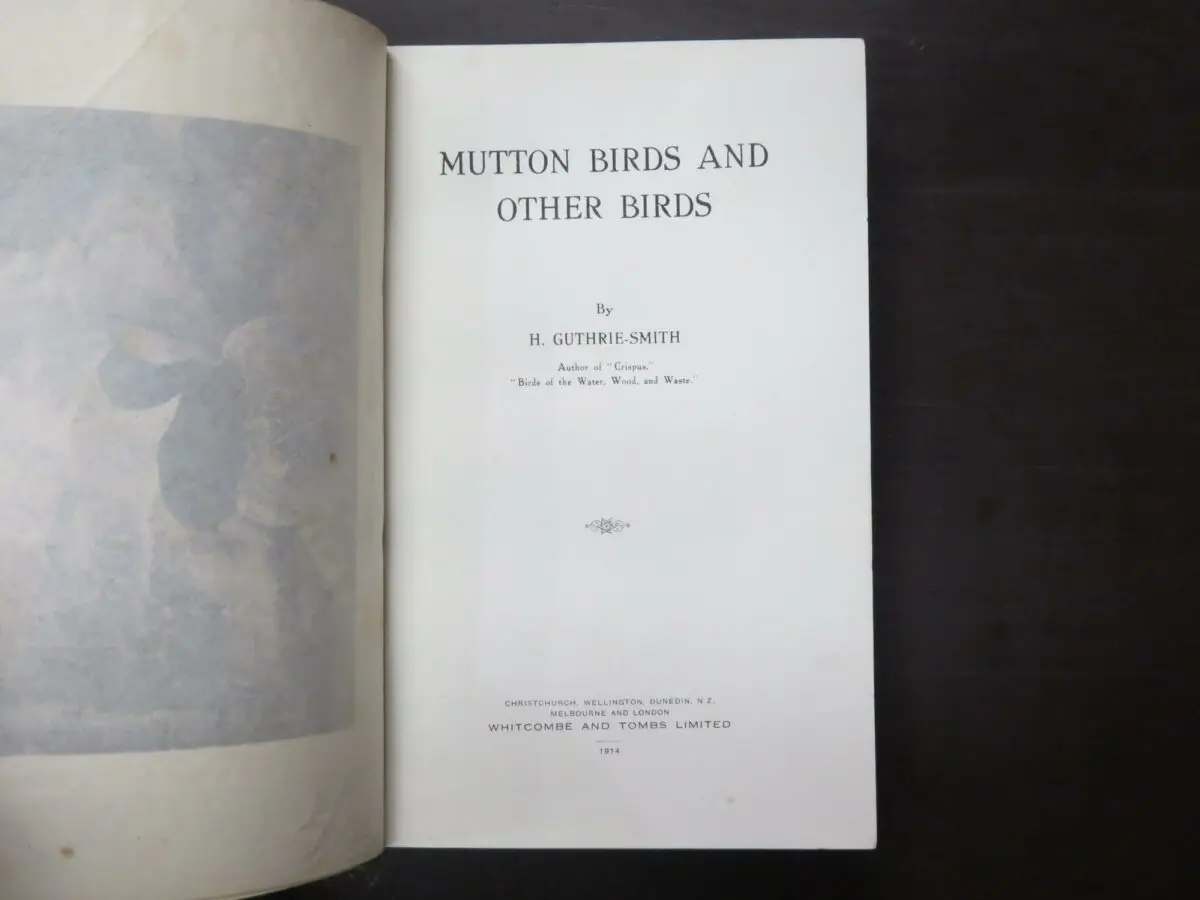 MUTTON BIRDS AND
OTHER BIRDS
By
H. GUTHRIE-SMITH
Author of "Crispus,"
"Birds of the Water, Wood, and Waste."
CHRISTCHURCH, WELLINGTON, DUNEDIN, N Z,
MELBOURNE AND LONDON
WHITCOMBE AND TOMBS LIMITED
1914